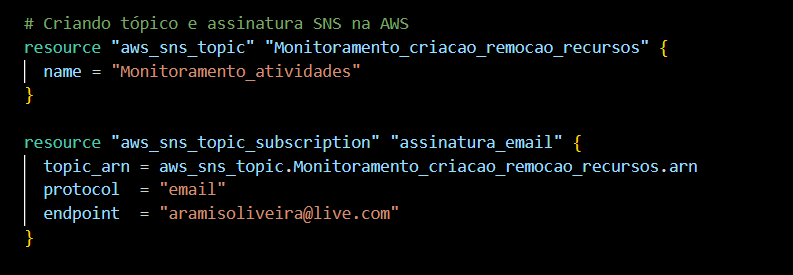 # Criando tópico e assinatura SNS na AWS
resource "aws_sns_topic" "Monitoramento_criacao_remocao_recursos" {
  name = "Monitoramento_atividades"
}

resource "aws_sns_topic_subscription" "assinatura_email" {
  topic_arn = aws_sns_topic.Monitoramento_criacao_remocao_recursos.arn
  protocol  = "email"
  endpoint  = "aramisoliveira@live.com"
}